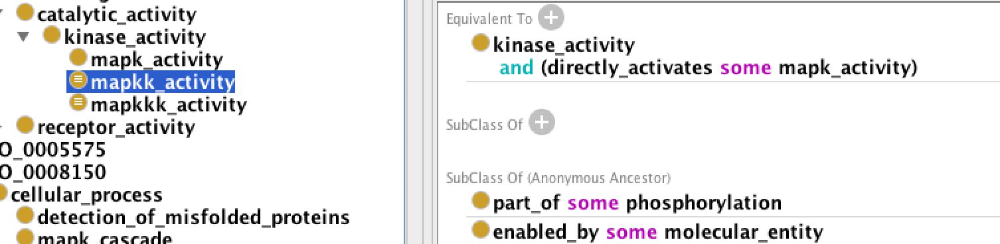 catalytic_activity
kinase_activity
mapk_activity
mapkk_activity
mapkkk_activity
receptor_activity
O_0005575
O_0008150
cellular_process
detection_of_misfolded_proteins
mapk_cascade
Equivalent To
kinase_activity
and (directly_activates some mapk_activity)
SubClass Of
SubClass Of (Anonymous Ancestor)
part_of some phosphorylation
enabled_by some molecular_entity